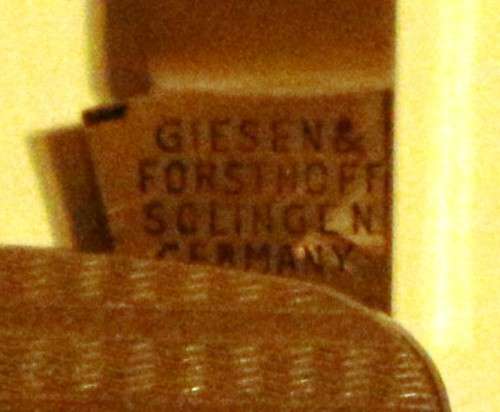 GIESEN&
FORSTHOFF
SOLINGEN
GERMANY